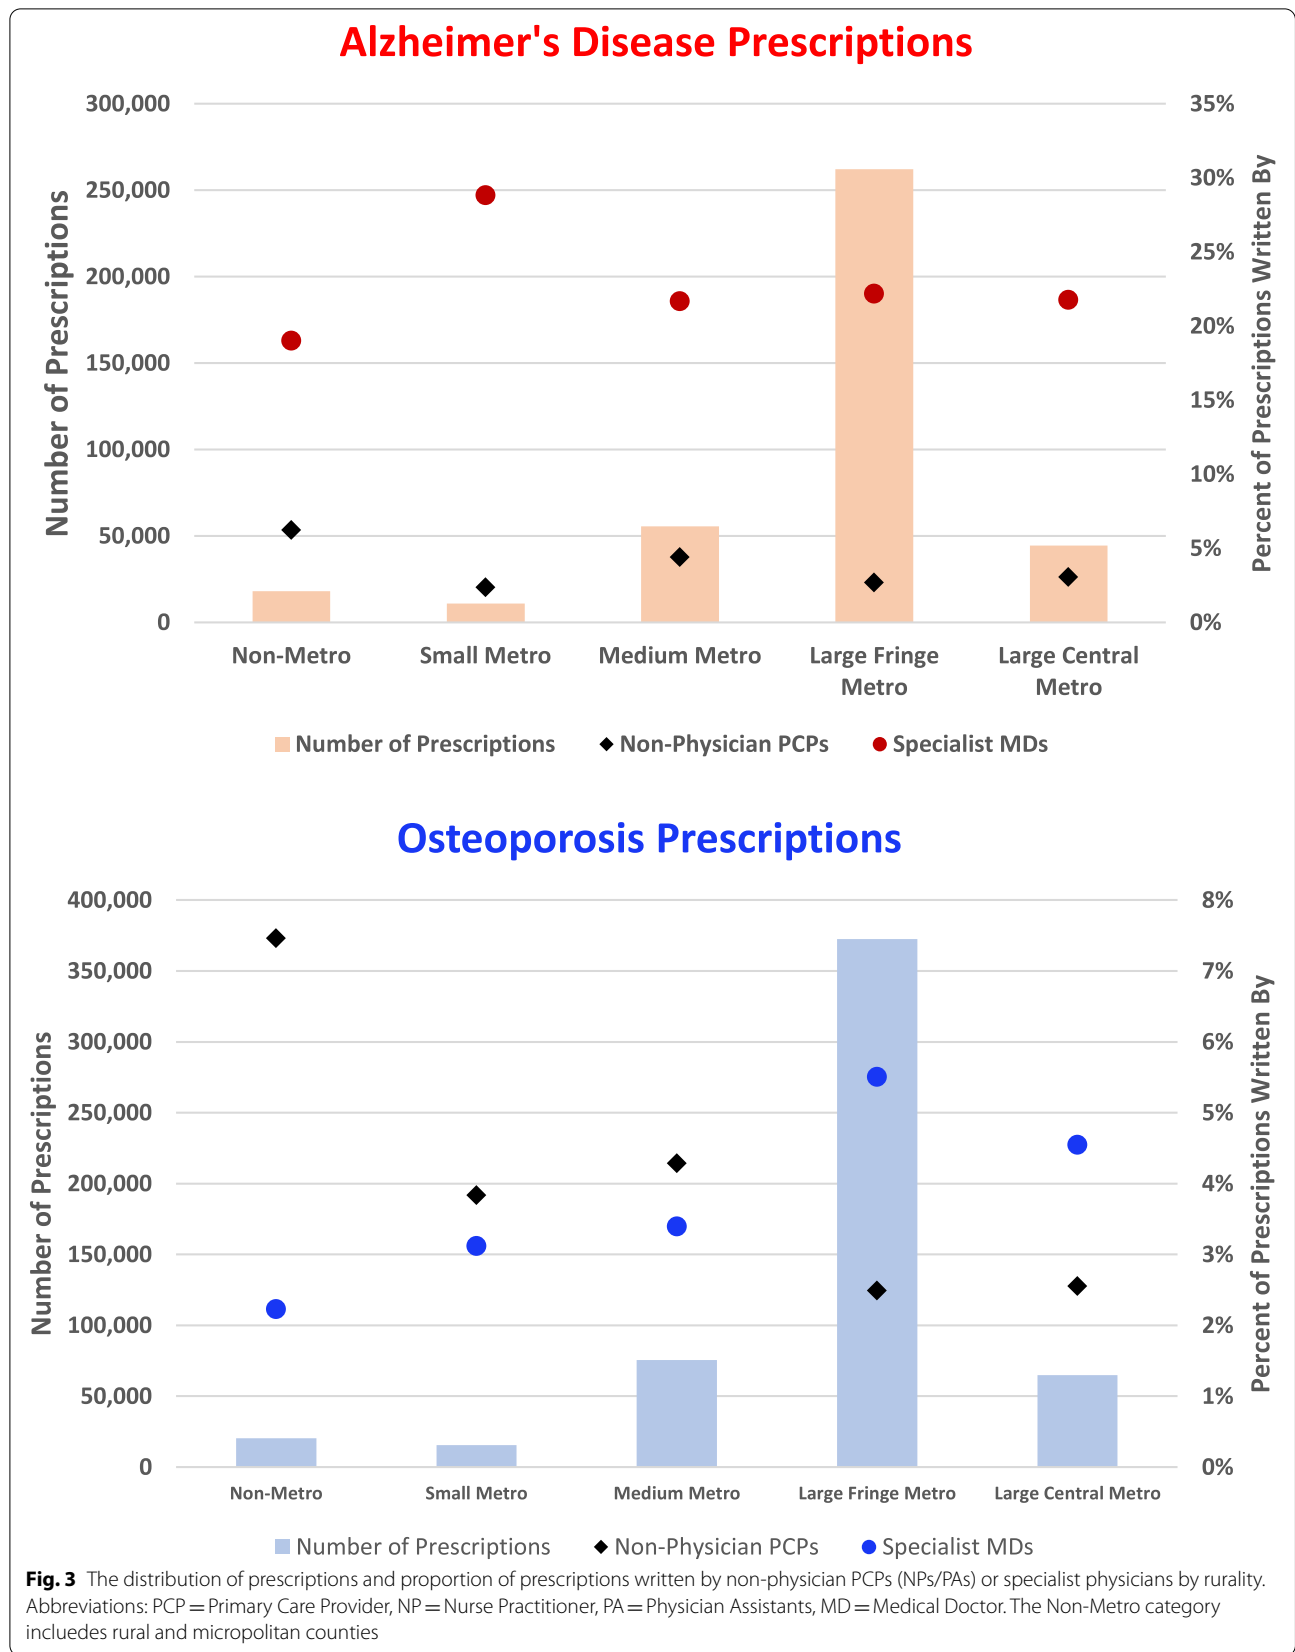 Alzheimer's Disease Prescriptions
Number of Prescriptions
300,000
250,000
200,000
150,000
100,000
50,000
0
35%
30%
25%
20%
15%
10%
5%
0%
Percent of Prescriptions Written By
Non-Metro
Small Metro
Medium Metro
Large Fringe
Metro
Large Central
Metro
Number of Prescriptions
Non-Physician PCPs
Specialist MDs
Osteoporosis Prescriptions
Number of Prescriptions
400,000
350,000
300,000
250,000
200,000
150,000
100,000
50,000
0
8%
7%
6%
5%
4%
3%
2%
1%
0%
Percent of Prescriptions Written By
Non-Metro
Small Metro
Medium Metro
Large Fringe Metro
Large Central Metro
Number of Prescriptions
Non-Physician PCPs
Specialist MDs
Fig. 3 The distribution of prescriptions and proportion of prescriptions written by non-physician PCPs (NPs/PAs) or specialist physicians by rurality.
Abbreviations: PCP = Primary Care Provider, NP = Nurse Practitioner, PA = Physician Assistants, MD = Medical Doctor. The Non-Metro category
incluedes rural and micropolitan counties